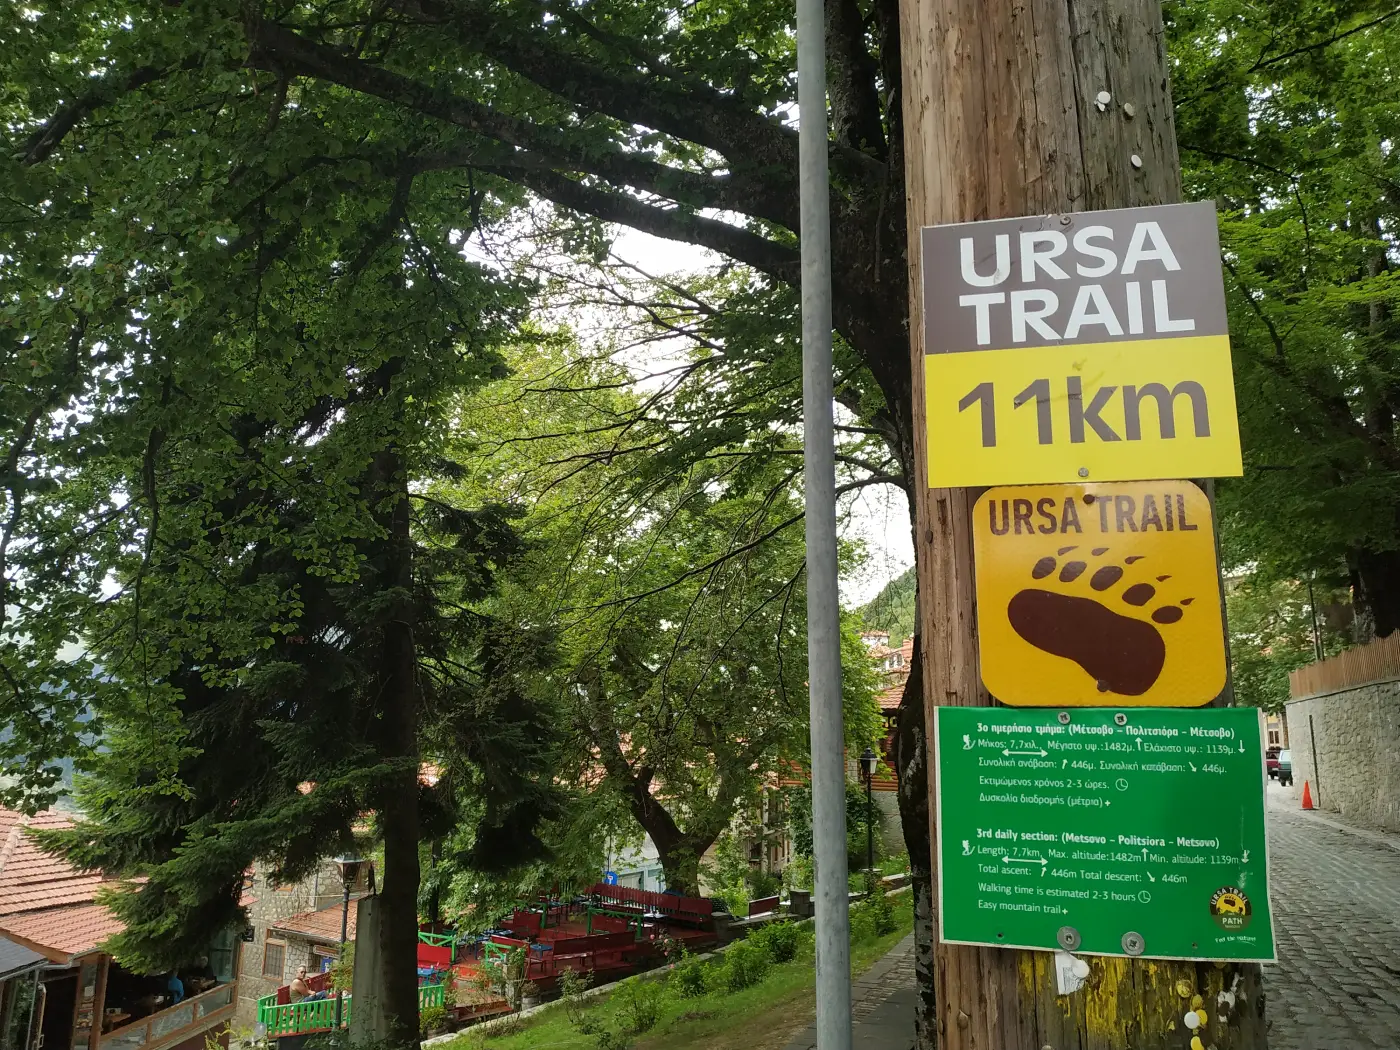 URSA
TRAIL
11km
URSA TRAIL
3ο ημερήσιο τμήμα: (Μέτσοβο – Πολιτσιόρα – Μέτσοβο)
Μήκος: 7,7χιλ. Μέγιστο υψ.:1482μ. Ελάχιστο υψ.: 1139μ.
Συνολική ανάβαση: 446μ. Συνολική κατάβαση: 446μ.
Εκτιμώμενος χρόνος 2-3 ώρες.
Δυσκολία διαδρομής (μέτρια)+
3rd daily section: (Metsovo - Politsiora - Metsovo)
Length: 7,7km, Max. altitude:1482m Min. altitude: 1139m
Total ascent: 446m Total descent: 446m
Walking time is estimated 2-3 hours
Easy mountain trail+
URSA TRAIL
PATH